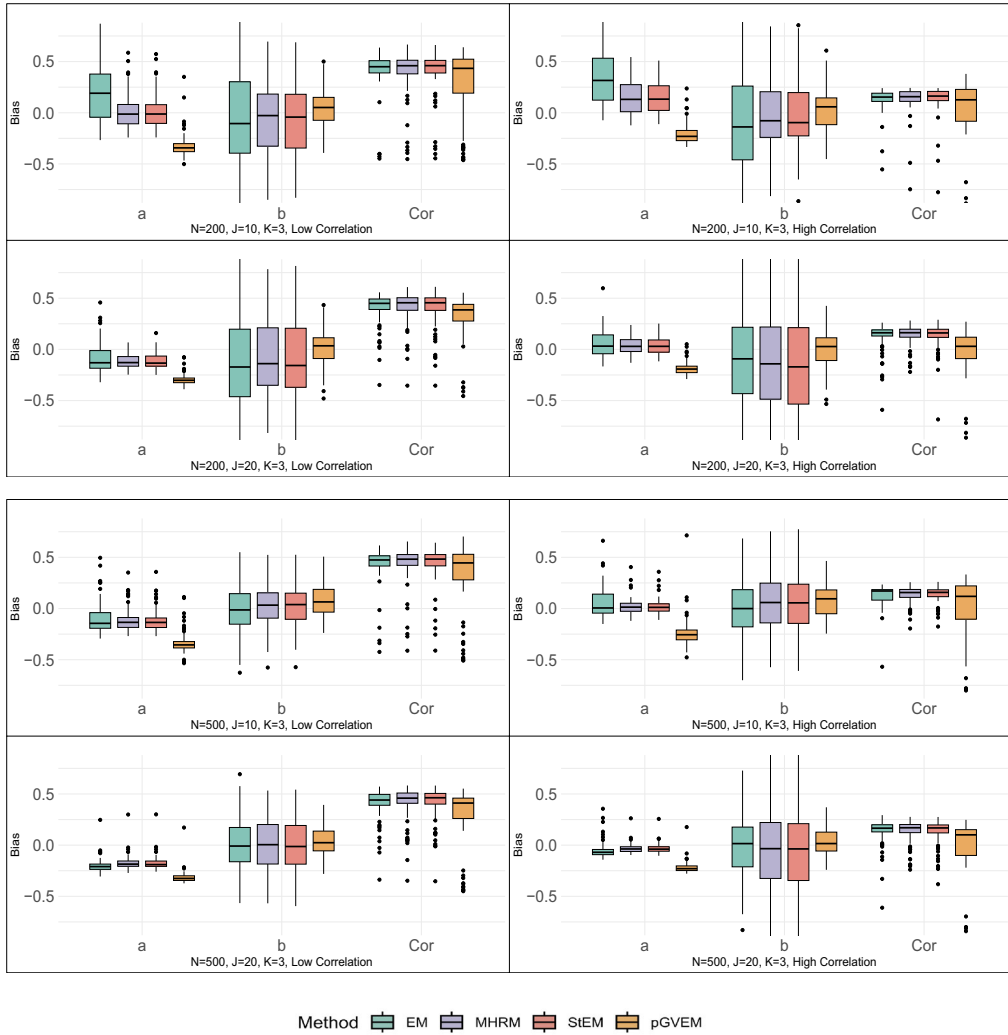 Bias
0.5
0.0
−0.5
a
b
Cor
N=200, J=10, K=3, Low Correlation
Bias
0.5
0.0
−0.5
a
b
Cor
N=200, J=10, K=3, High Correlation
Bias
0.5
0.0
−0.5
a
b
Cor
N=200, J=20, K=3, Low Correlation
Bias
0.5
0.0
−0.5
a
b
Cor
N=200, J=20, K=3, High Correlation
Bias
0.5
0.0
−0.5
a
b
Cor
N=500, J=10, K=3, Low Correlation
Bias
0.5
0.0
−0.5
a
b
Cor
N=500, J=10, K=3, High Correlation
Bias
0.5
0.0
−0.5
a
b
Cor
N=500, J=20, K=3, Low Correlation
Bias
0.5
0.0
−0.5
a
b
Cor
N=500, J=20, K=3, High Correlation
Method EM MHRM StEM pGVEM